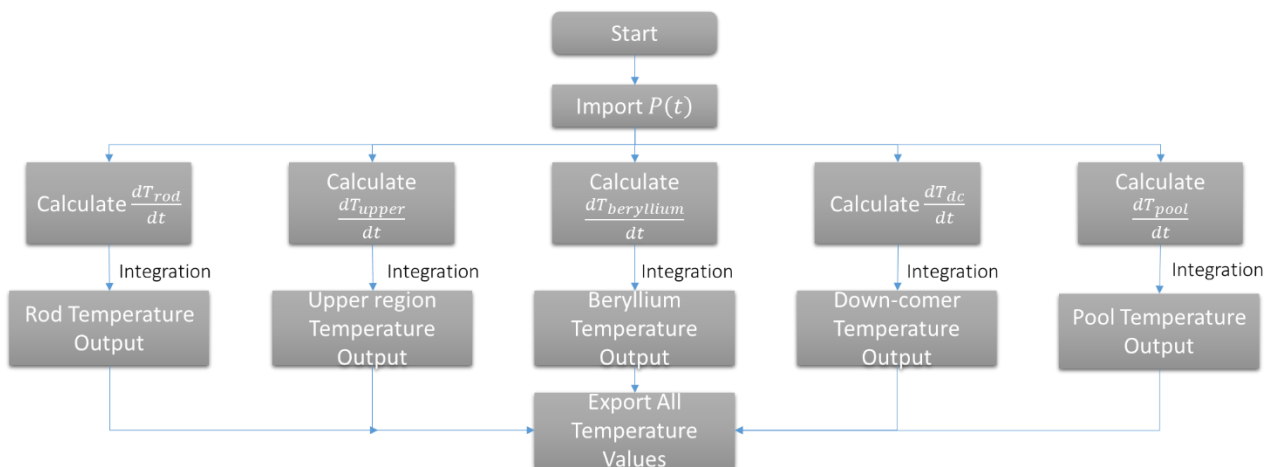 Start
Import P(t)
Calculate dT_rod/dt
Calculate
dT_upper/dt
Calculate
dT_beryllium/dt
Calculate dT_dc/dt
Calculate
dT_pool/dt
Integration
Integration
Integration
Integration
Integration
Rod Temperature
Output
Upper region
Temperature
Output
Beryllium
Temperature
Output
Down-comer
Temperature
Output
Pool Temperature
Output
Export All
Temperature
Values